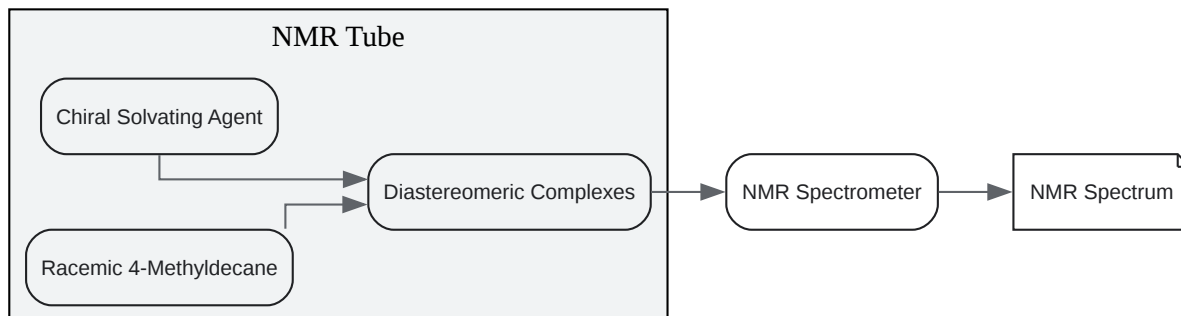 NMR Tube
Chiral Solvating Agent
Diastereomeric Complexes
NMR Spectrometer
NMR Spectrum
Racemic 4-Methyldecane